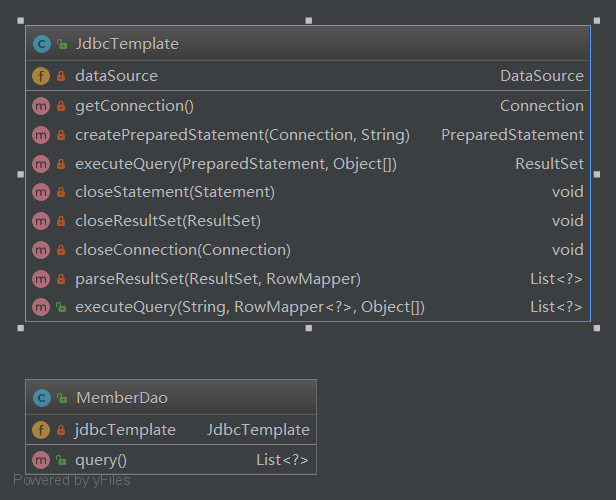 JdbcTemplate
dataSource DataSource
getConnection() Connection
createPreparedStatement(Connection, String) PreparedStatement
executeQuery(PreparedStatement, Object[]) ResultSet
closeStatement(Statement) void
closeResultSet(ResultSet) void
closeConnection(Connection) void
parseResultSet(ResultSet, RowMapper) List<?>
executeQuery(String, RowMapper<?>, Object[]) List<?>
MemberDao
jdbcTemplate JdbcTemplate
query() List<?>
Powered by yFiles